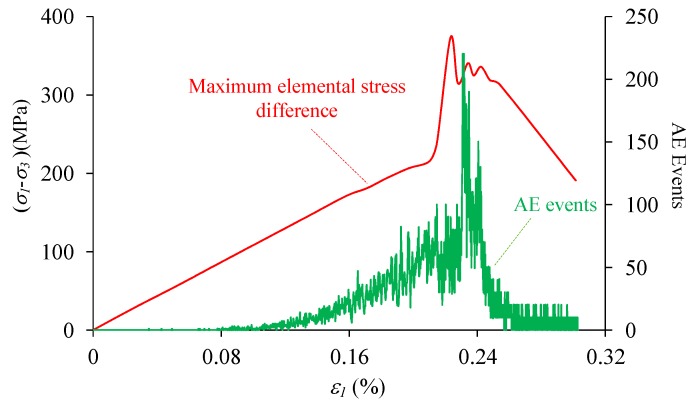 400
300
200
100
0
(σ1-σ3)(MPa)
250
200
150
100
50
0
AE Events
Maximum elemental stress
difference
AE events
0
0.08
0.16
0.24
0.32
ε1 (%)